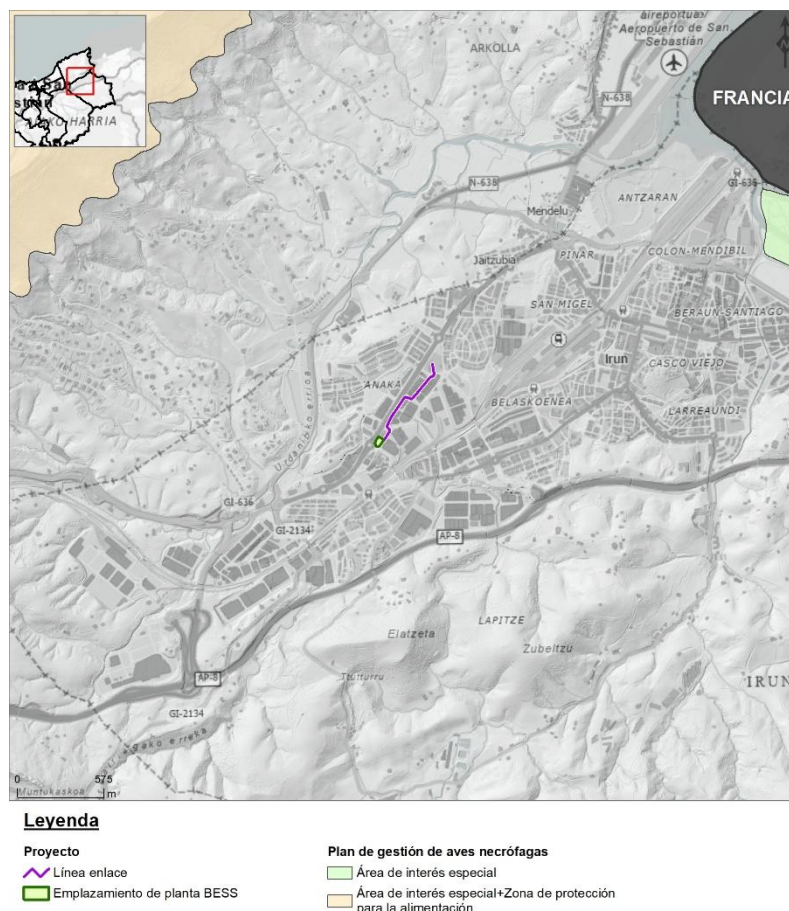 aireportua
Aeropuerto de San
Sebastián
ARKOLLA
N-638
FRANCIA
HARRIA
N-638
GI-636
ANTZARAN
Mendelu
Jaitzubia
PINAR
COLON-MENDIBIL
SAN-MIGEL
BERAUN-SANTIAGO
Irun
CASCO VIEJO
ANAKA
BELASKOENEA
LARREAUNDI
GI-636
GI-2134
AP-8
LAPITZE
Elatzeta
Zubeltzu
IRUN
AP-8
GI-2134
0 575
m
Leyenda
Proyecto
Línea enlace
Emplazamiento de planta BESS
Plan de gestión de aves necrófagas
Área de interés especial
Área de interés especial+Zona de protección
para la alimentación